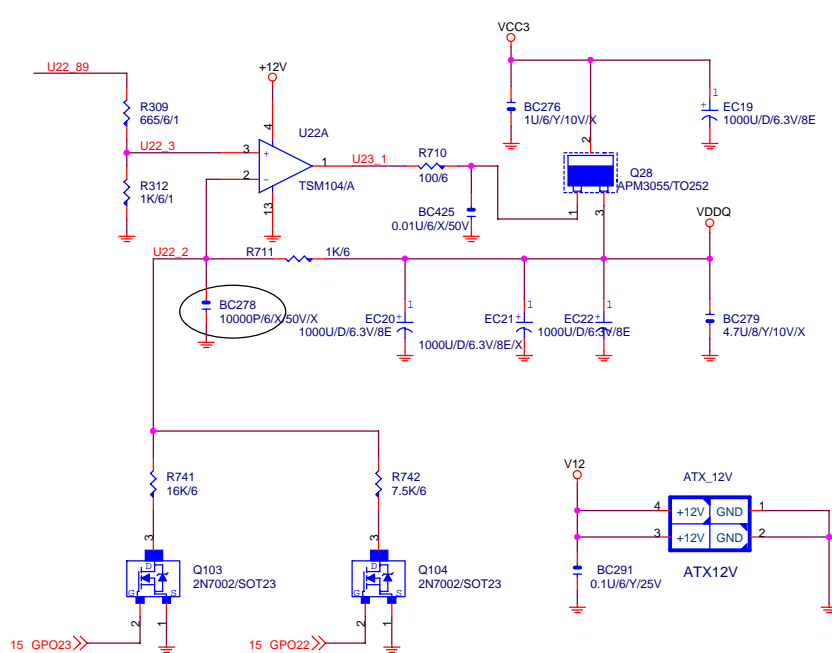 VCC3
U22_89
+12V
R309
665/6/1
BC276
1U/6/Y/10V/X
1
EC19
1000U/D/6.3V/8E
4
U22A
U22_3
3
+
1
U23_1
R710
100/6
2
Q28
APM3055/TO252
R312
1K/6/1
2
−
TSM104/A
13
BC425
0.01U/6/X/50V
1
3
VDDQ
U22_2
R711
1K/6
BC278
10000P/6/X/50V/X
1
EC20
1000U/D/6.3V/8E
1
EC21
1000U/D/6.3V/8E/X
1
EC22
1000U/D/6.3V/8E
BC279
4.7U/8/Y/10V/X
R741
16K/6
R742
7.5K/6
V12
ATX_12V
4
+12V
GND
1
3
+12V
GND
2
ATX12V
BC291
0.1U/6/Y/25V
3
D
G
S
Q103
2N7002/SOT23
2
1
3
D
G
S
Q104
2N7002/SOT23
2
1
15 GPO23
15 GPO22